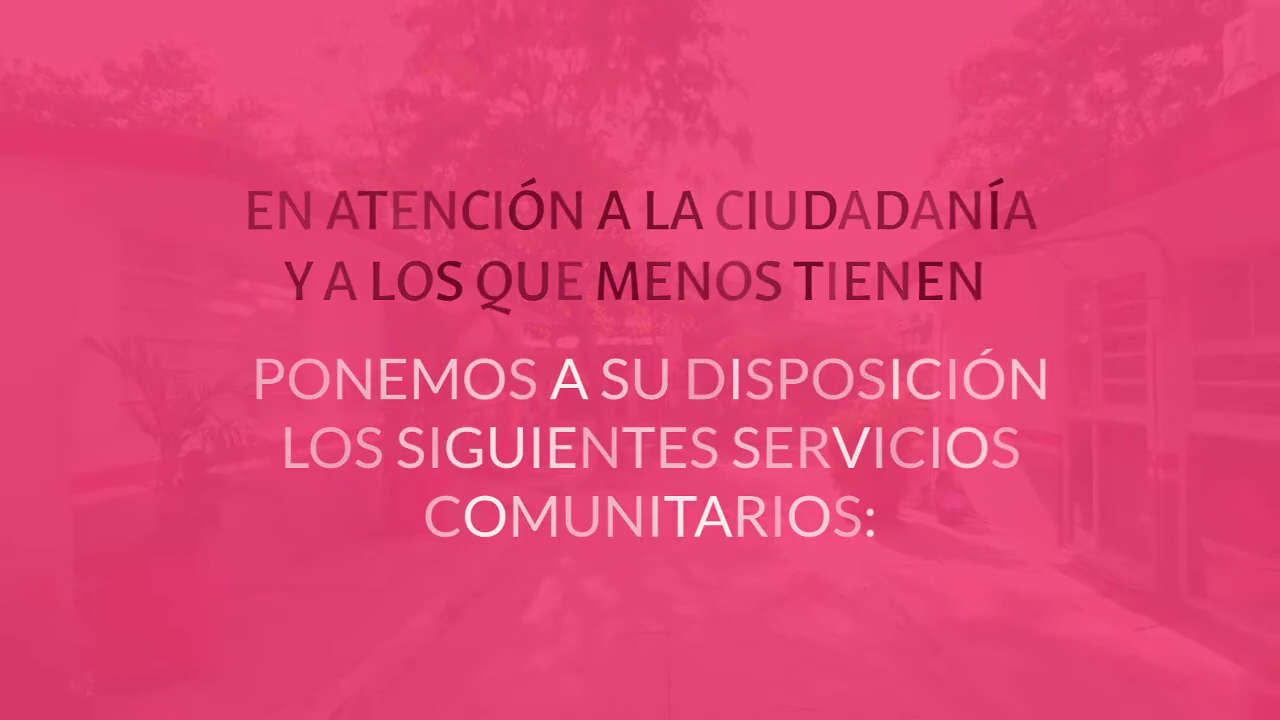 EN ATENCIÓN A LA CIUDADANÍA
Y A LOS QUE MENOS TIENEN
PONEMOS A SU DISPOSICIÓN
LOS SIGUIENTES SERVICIOS
COMUNITARIOS: